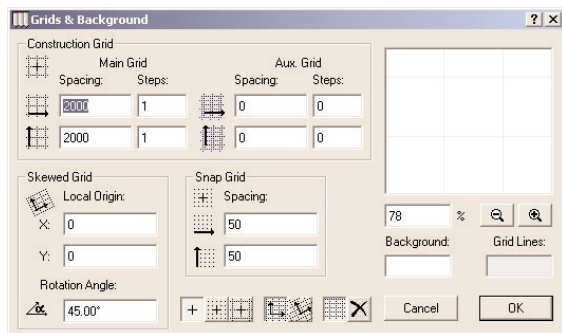 Grids & Background
Construction Grid
Main Grid Aux. Grid
Spacing: Steps: Spacing: Steps:
2000 1 0 0
2000 1 0 0
Skewed Grid Snap Grid
Local Origin: Spacing:
X: 0 50
Y: 0 50
78 %
Background: Grid Lines:
Rotation Angle:
α 45.00°
Cancel OK